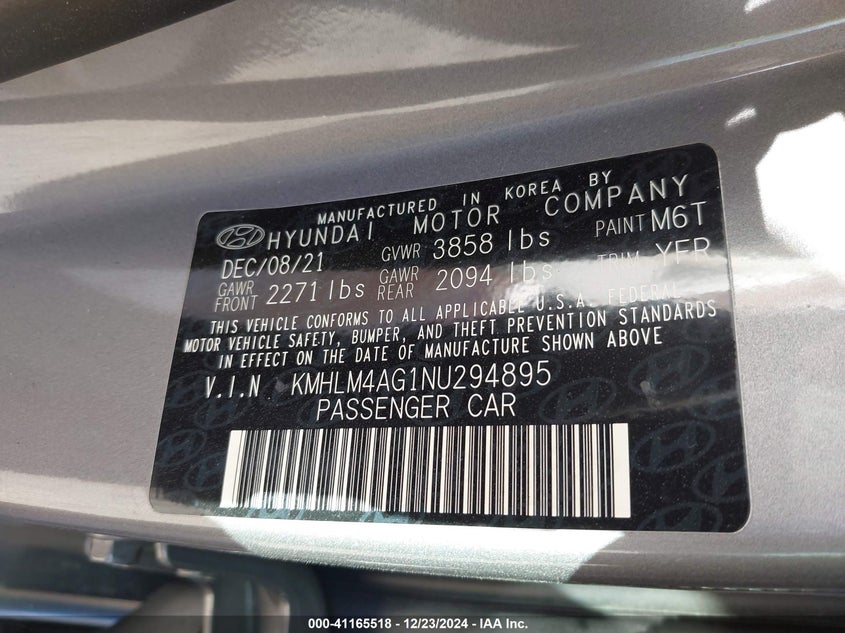 MANUFACTURED IN KOREA BY
HYUNDAI MOTOR COMPANY
DEC/08/21 GVWR 3858 lbs PAINT M6T
GAWR FRONT 2271 lbs GAWR REAR 2094 lbs TRIM YFR
THIS VEHICLE CONFORMS TO ALL APPLICABLE U.S.A. FEDERAL
MOTOR VEHICLE SAFETY, BUMPER, AND THEFT PREVENTION STANDARDS
IN EFFECT ON THE DATE OF MANUFACTURE SHOWN ABOVE
V.I.N. KMHLM4AG1NU294895
PASSENGER CAR
000-41165518 - 12/23/2024 - IAA Inc.